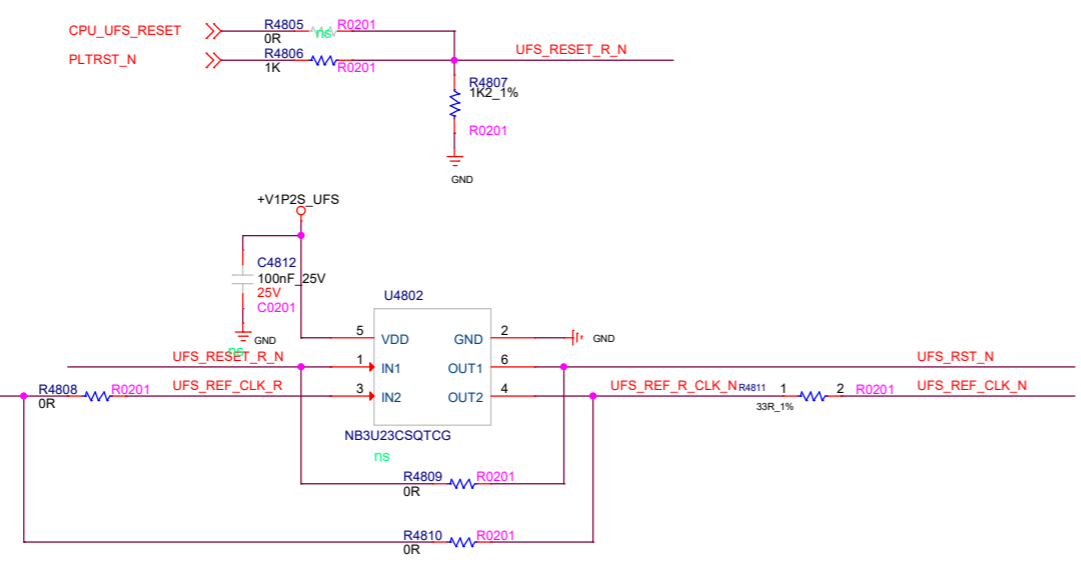 CPU_UFS_RESET R4805 R0201
0R ns
PLTRST_N R4806 R0201
1K
UFS_RESET_R_N
R4807
1K2_1%
R0201
GND
+V1P2S_UFS
C4812
100nF_25V
25V
C0201
GND
ns
U4802
5 VDD GND 2 GND
UFS_RESET_R_N 1 IN1 OUT1 6 UFS_RST_N
R4808 R0201 UFS_REF_CLK_R 3 IN2 OUT2 4 UFS_REF_R_CLK_N R4811 1 2 R0201 UFS_REF_CLK_N
0R 33R_1%
NB3U23CSQTCG
ns
R4809 R0201
0R
R4810 R0201
0R